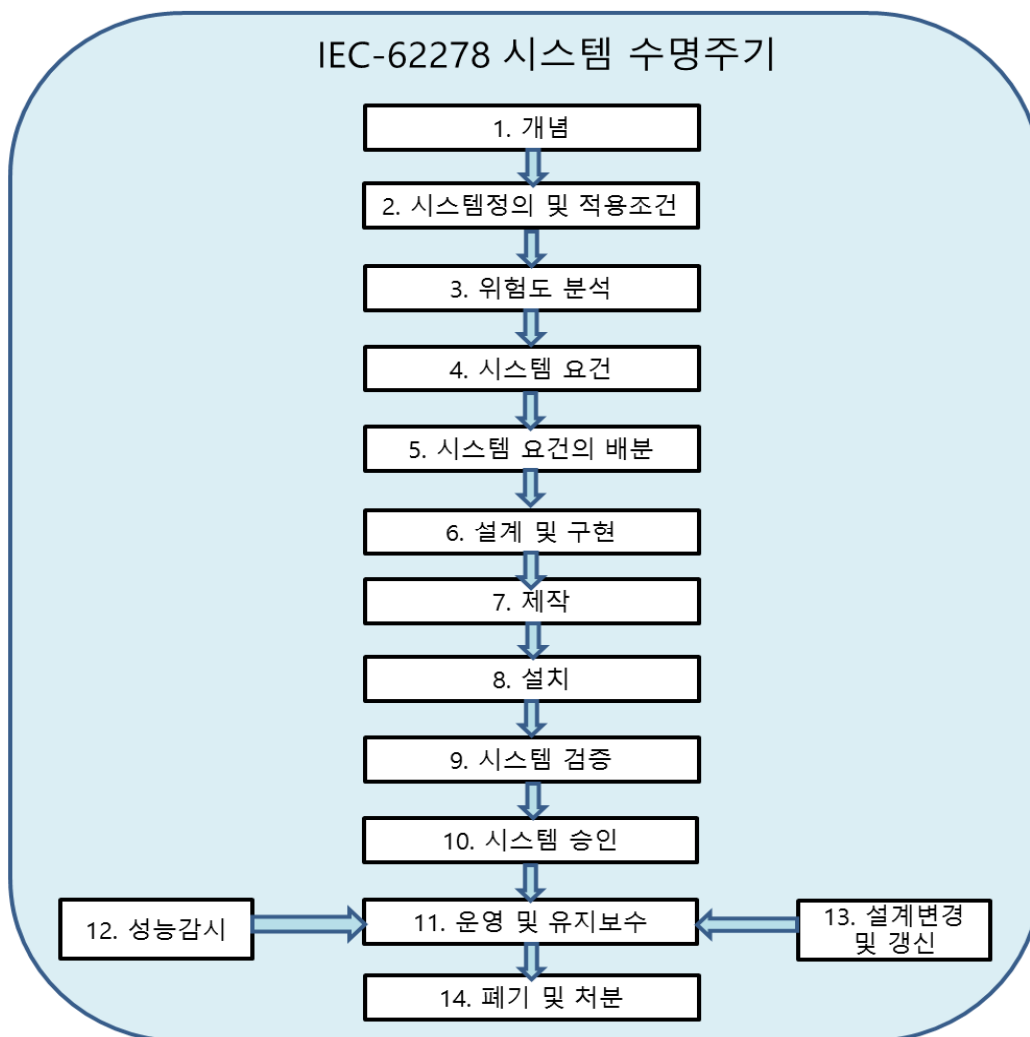 IEC-62278 시스템 수명주기
1. 개념
2. 시스템정의 및 적용조건
3. 위험도 분석
4. 시스템 요건
5. 시스템 요건의 배분
6. 설계 및 구현
7. 제작
8. 설치
9. 시스템 검증
10. 시스템 승인
12. 성능감시
11. 운영 및 유지보수
13. 설계변경
및 갱신
14. 폐기 및 처분